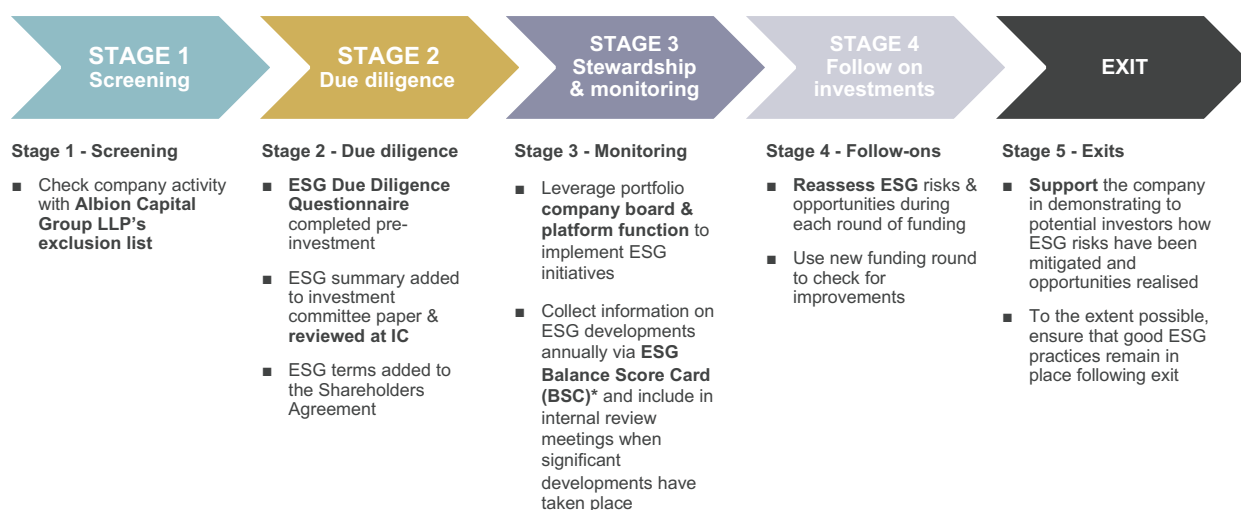 STAGE 1
Screening
STAGE 2
Due diligence
STAGE 3
Stewardship
& monitoring
STAGE 4
Follow on
investments
EXIT
Stage 1 - Screening
■ Check company activity
with Albion Capital
Group LLP’s
exclusion list
Stage 2 - Due diligence
■ ESG Due Diligence
Questionnaire
completed pre-
investment
■ ESG summary added
to investment
committee paper &
reviewed at IC
■ ESG terms added to
the Shareholders
Agreement
Stage 3 - Monitoring
■ Leverage portfolio
company board &
platform function to
implement ESG
initiatives
■ Collect information on
ESG developments
annually via ESG
Balance Score Card
(BSC)* and include in
internal review
meetings when
significant
developments have
taken place
Stage 4 - Follow-ons
■ Reassess ESG risks &
opportunities during
each round of funding
■ Use new funding round
to check for
improvements
Stage 5 - Exits
■ Support the company
in demonstrating to
potential investors how
ESG risks have been
mitigated and
opportunities realised
■ To the extent possible,
ensure that good ESG
practices remain in
place following exit